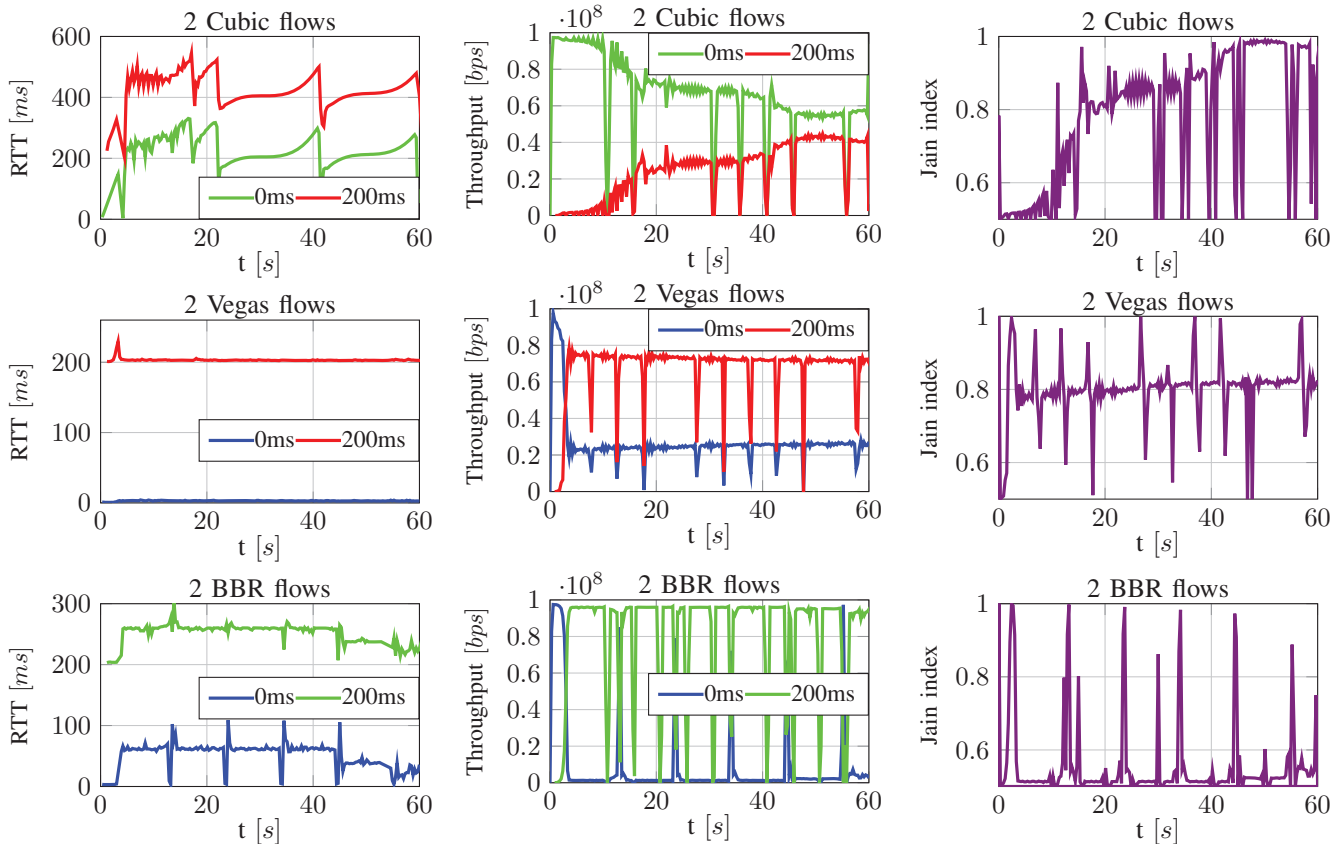 2 Cubic flows
RTT [ms]
600
400
200
0
0 20 40 60
t [s]
0ms 200ms
2 Cubic flows
·10^8
Throughput [bps]
1
0.8
0.6
0.4
0.2
0
0 20 40 60
t [s]
0ms 200ms
2 Cubic flows
Jain index
1
0.8
0.6
0 20 40 60
t [s]
2 Vegas flows
RTT [ms]
200
100
0
0 20 40 60
t [s]
0ms 200ms
2 Vegas flows
·10^8
Throughput [bps]
1
0.8
0.6
0.4
0.2
0
0 20 40 60
t [s]
0ms 200ms
2 Vegas flows
Jain index
1
0.8
0.6
0 20 40 60
t [s]
2 BBR flows
RTT [ms]
300
200
100
0
0 20 40 60
t [s]
0ms 200ms
2 BBR flows
·10^8
Throughput [bps]
1
0.8
0.6
0.4
0.2
0
0 20 40 60
t [s]
0ms 200ms
2 BBR flows
Jain index
1
0.8
0.6
0 20 40 60
t [s]